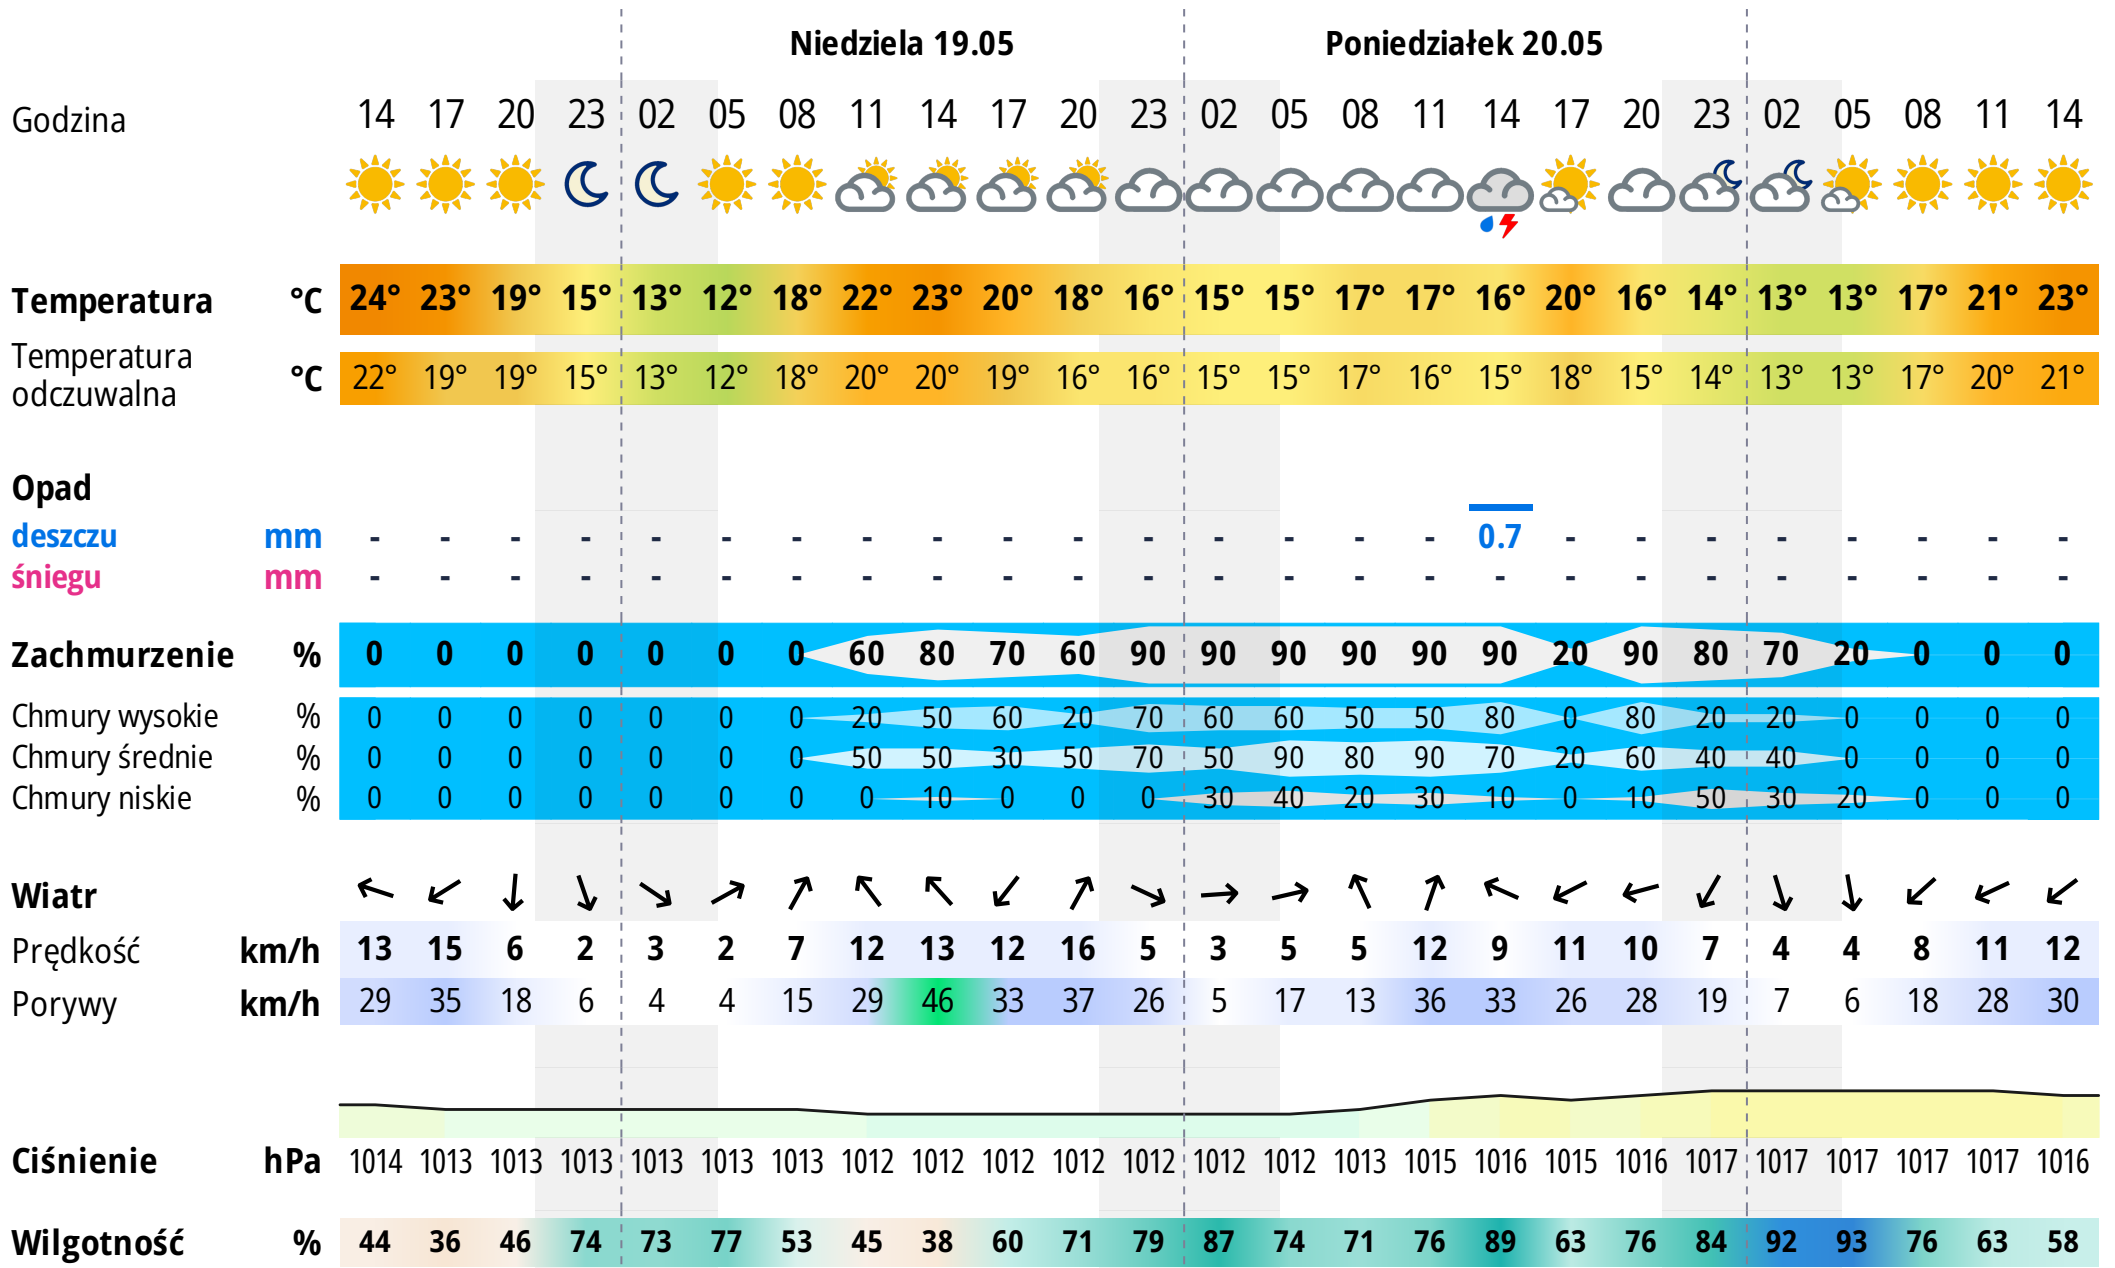 Niedziela 19.05 Poniedziałek 20.05
Godzina 14 17 20 23 02 05 08 11 14 17 20 23 02 05 08 11 14 17 20 23 02 05 08 11 14
Temperatura °C 24° 23° 19° 15° 13° 12° 18° 22° 23° 20° 18° 16° 15° 15° 17° 17° 16° 20° 16° 14° 13° 13° 17° 21° 23°
Temperatura
odczuwalna °C 22° 19° 19° 15° 13° 12° 18° 20° 20° 19° 16° 16° 15° 15° 17° 16° 15° 18° 15° 14° 13° 13° 17° 20° 21°
Opad
deszczu mm - - - - - - - - - - - - - - - - 0.7 - - - - - - - -
śniegu mm - - - - - - - - - - - - - - - - - - - - - - - - -
Zachmurzenie % 0 0 0 0 0 0 0 60 80 70 60 90 90 90 90 90 90 20 90 80 70 20 0 0 0
Chmury wysokie % 0 0 0 0 0 0 0 20 50 60 20 70 60 60 50 50 80 0 80 20 20 0 0 0 0
Chmury średnie % 0 0 0 0 0 0 0 50 50 30 50 70 50 90 80 90 70 20 60 40 40 0 0 0 0
Chmury niskie % 0 0 0 0 0 0 0 0 10 0 0 0 30 40 20 30 10 0 10 50 30 20 0 0 0
Wiatr
Prędkość km/h 13 15 6 2 3 2 7 12 13 12 16 5 3 5 5 12 9 11 10 7 4 4 8 11 12
Porywy km/h 29 35 18 6 4 4 15 29 46 33 37 26 5 17 13 36 33 26 28 19 7 6 18 28 30
Ciśnienie hPa 1014 1013 1013 1013 1013 1013 1013 1012 1012 1012 1012 1012 1012 1012 1013 1015 1016 1015 1016 1017 1017 1017 1017 1017 1016
Wilgotność % 44 36 46 74 73 77 53 45 38 60 71 79 87 74 71 76 89 63 76 84 92 93 76 63 58